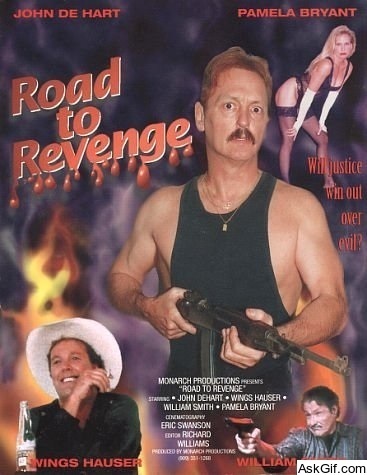 JOHN DE HART PAMELA BRYANT
Road
to
Revenge
Will justice
win out
over
evil?
MONARCH PRODUCTIONS PRESENTS
"ROAD TO REVENGE"
STARRING • JOHN DEHART • WINGS HAUSER •
WILLIAM SMITH • PAMELA BRYANT
CINEMATOGRAPHY
ERIC SWANSON
EDITOR RICHARD
WILLIAMS
PRODUCED BY MONARCH PRODUCTIONS
WINGS HAUSER WILLIAM
AskGif.com